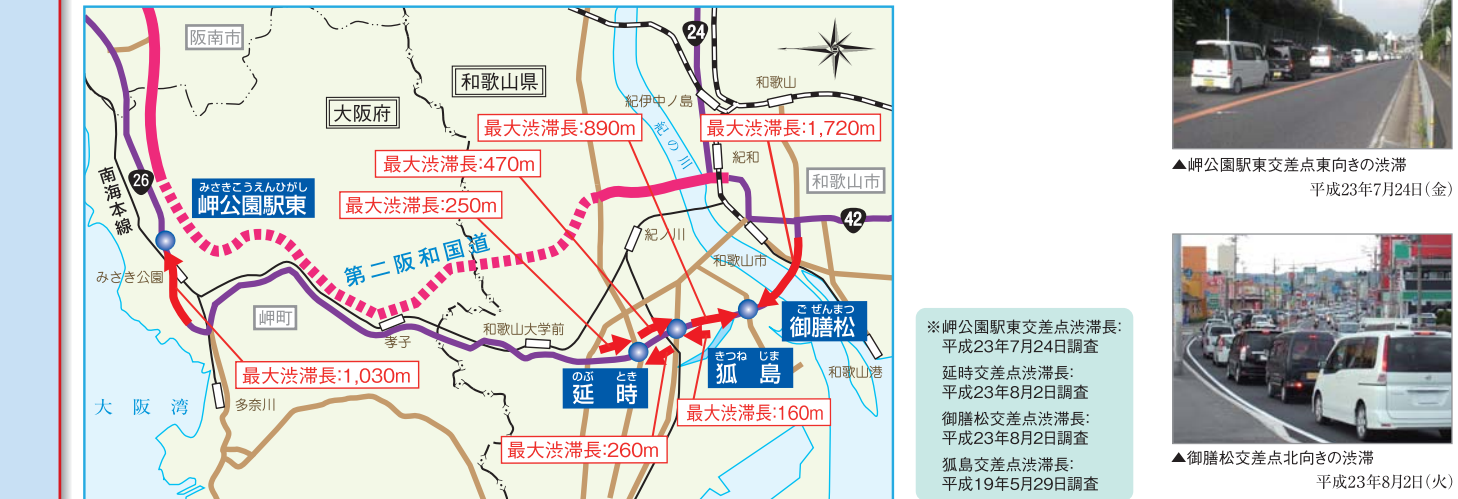 阪南市
24
和歌山県
和歌山
大阪府
紀伊中ノ島
最大渋滞長:890m
最大渋滞長:1,720m
紀の川
最大渋滞長:470m
紀和
南海本線
26
みさきこうえんひがし
岬公園駅東
和歌山市
最大渋滞長:250m
42
紀ノ川
第二阪和国道
和歌山市
みさき公園
岬町
孝子
和歌山大学前
ごぜんまつ
御膳松
きつね じま
狐島
和歌山港
最大渋滞長:1,030m
のぶ とき
延時
大阪湾
多奈川
最大渋滞長:160m
最大渋滞長:260m
※岬公園駅東交差点渋滞長:
平成23年7月24日調査
延時交差点渋滞長:
平成23年8月2日調査
御膳松交差点渋滞長:
平成23年8月2日調査
狐島交差点渋滞長:
平成19年5月29日調査
▲岬公園駅東交差点東向きの渋滞
平成23年7月24日(金)
▲御膳松交差点北向きの渋滞
平成23年8月2日(火)